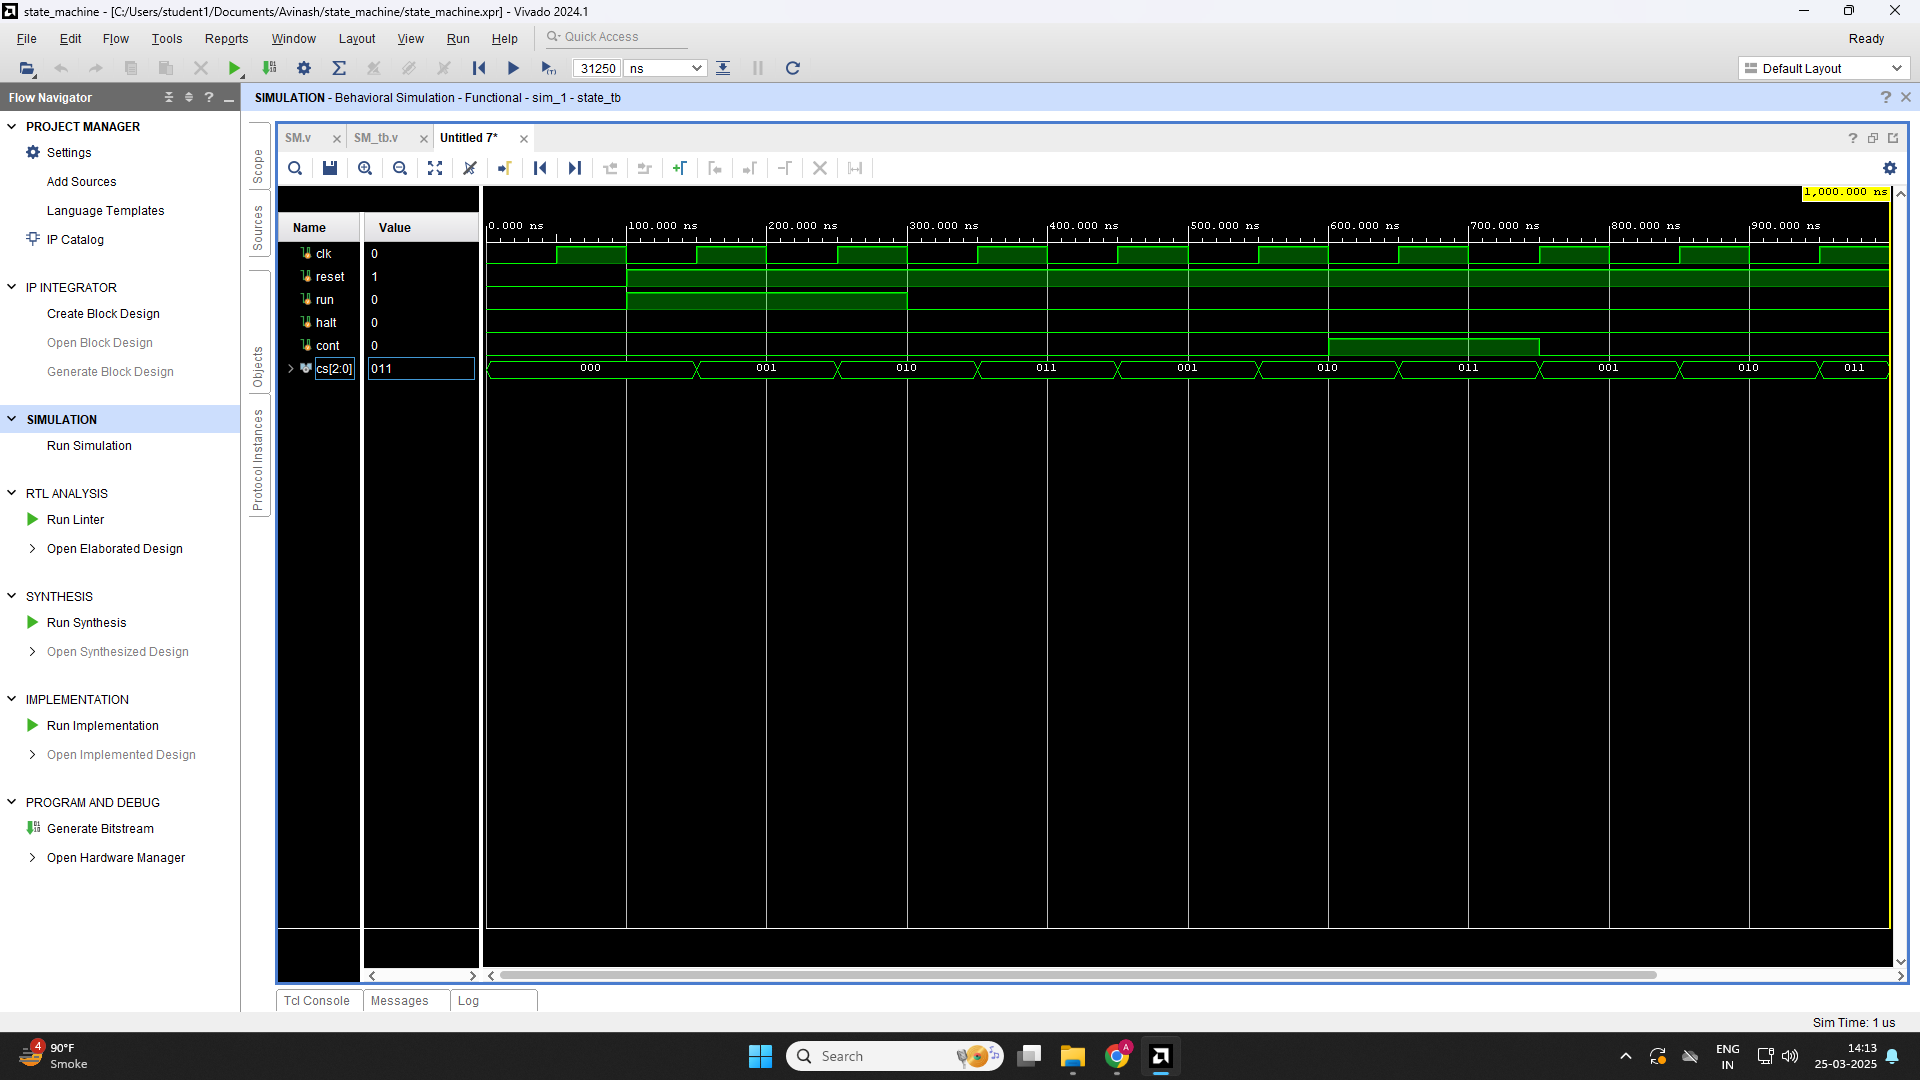 state_machine - [C:/Users/student1/Documents/Avinash/state_machine/state_machine.xpr] - Vivado 2024.1
File Edit Flow Tools Reports Window Layout View Run Help Quick Access Ready
31250 ns Default Layout
Flow Navigator
SIMULATION - Behavioral Simulation - Functional - sim_1 - state_tb
PROJECT MANAGER
Settings
Add Sources
Language Templates
IP Catalog
IP INTEGRATOR
Create Block Design
Open Block Design
Generate Block Design
SIMULATION
Run Simulation
RTL ANALYSIS
Run Linter
Open Elaborated Design
SYNTHESIS
Run Synthesis
Open Synthesized Design
IMPLEMENTATION
Run Implementation
Open Implemented Design
PROGRAM AND DEBUG
Generate Bitstream
Open Hardware Manager
Scope
Sources
Objects
Protocol Instances
SM.v SM_tb.v Untitled 7*
1,000.000 ns
Name Value
0.000 ns 100.000 ns 200.000 ns 300.000 ns 400.000 ns 500.000 ns 600.000 ns 700.000 ns 800.000 ns 900.000 ns
clk 0
reset 1
run 0
halt 0
cont 0
cs[2:0] 011 000 001 010 011 001 010 011 001 010 011
Tcl Console Messages Log
Sim Time: 1 us
4
90°F
Smoke
Search
A
ENG
IN
14:13
25-03-2025